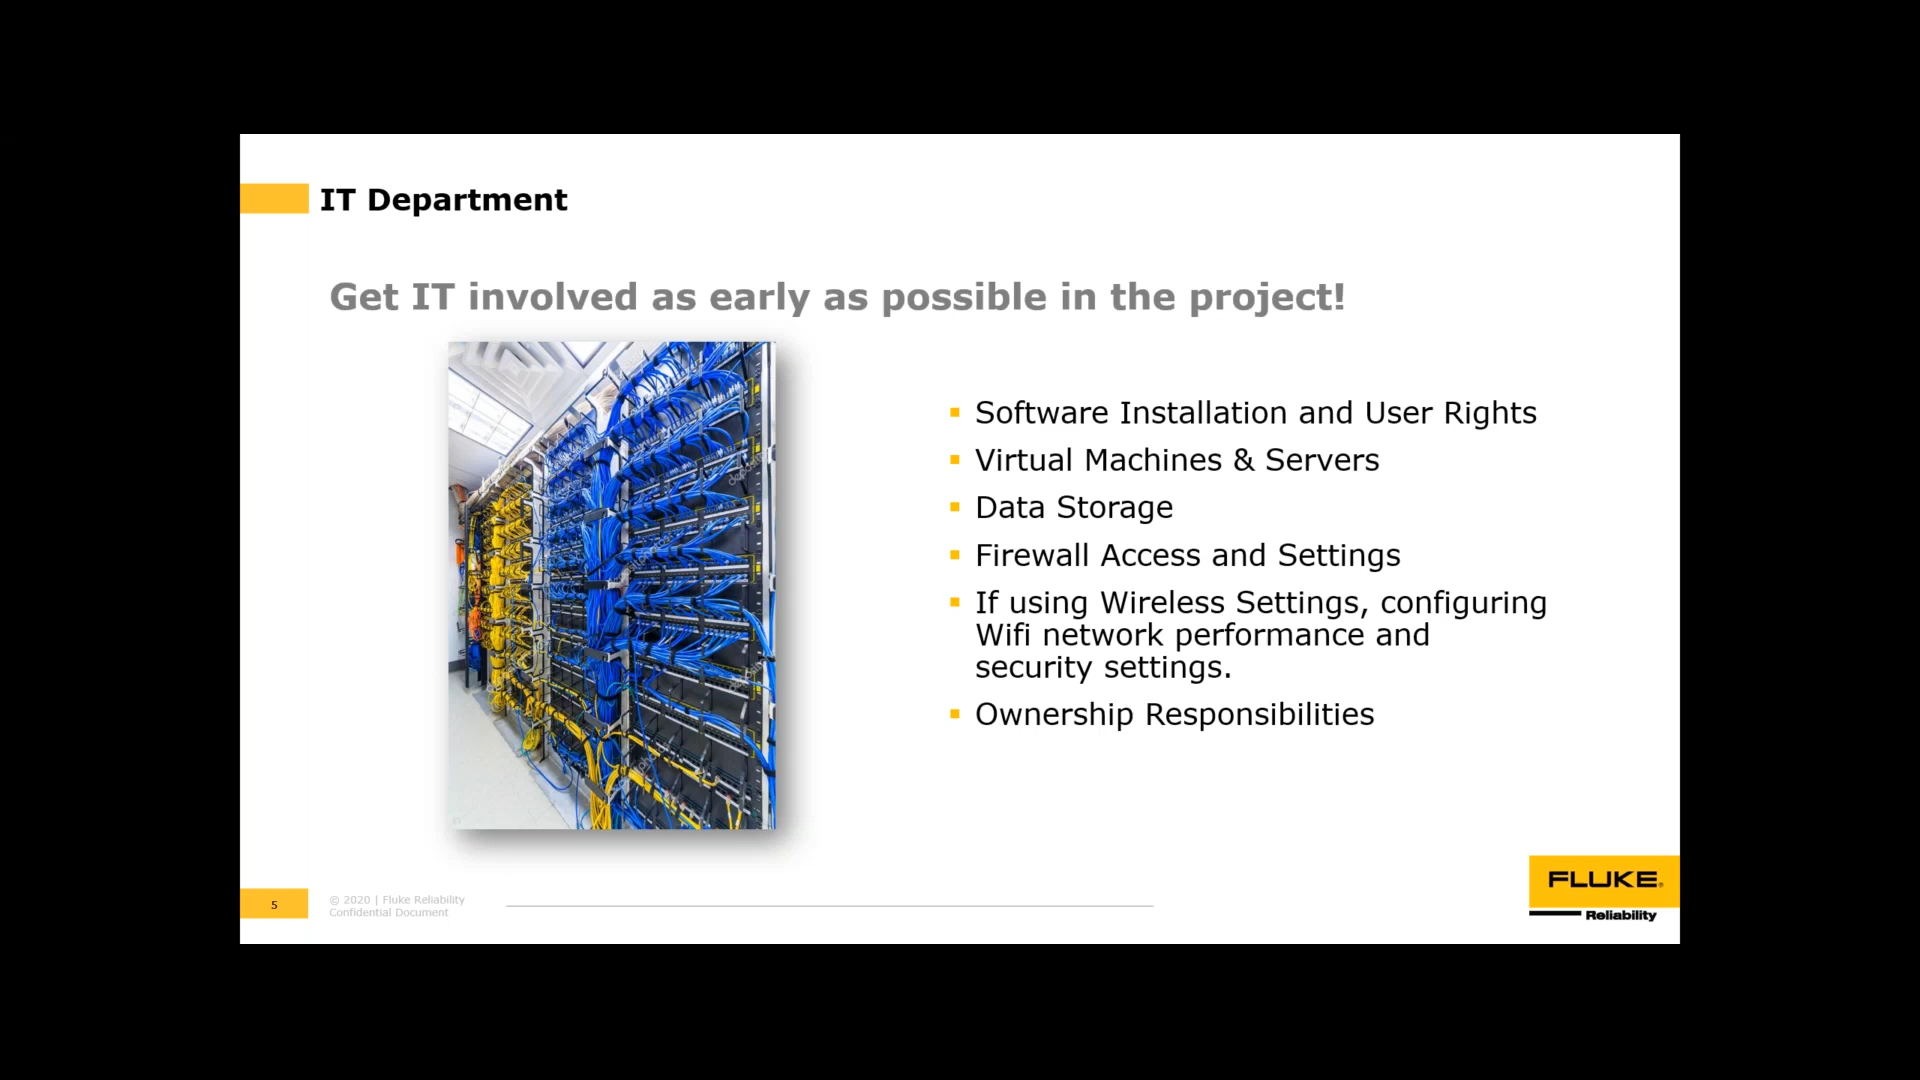 IT Department
Get IT involved as early as possible in the project!
▪ Software Installation and User Rights
▪ Virtual Machines & Servers
▪ Data Storage
▪ Firewall Access and Settings
▪ If using Wireless Settings, configuring
Wifi network performance and
security settings.
▪ Ownership Responsibilities
5
© 2020 | Fluke Reliability
Confidential Document
FLUKE®
Reliability